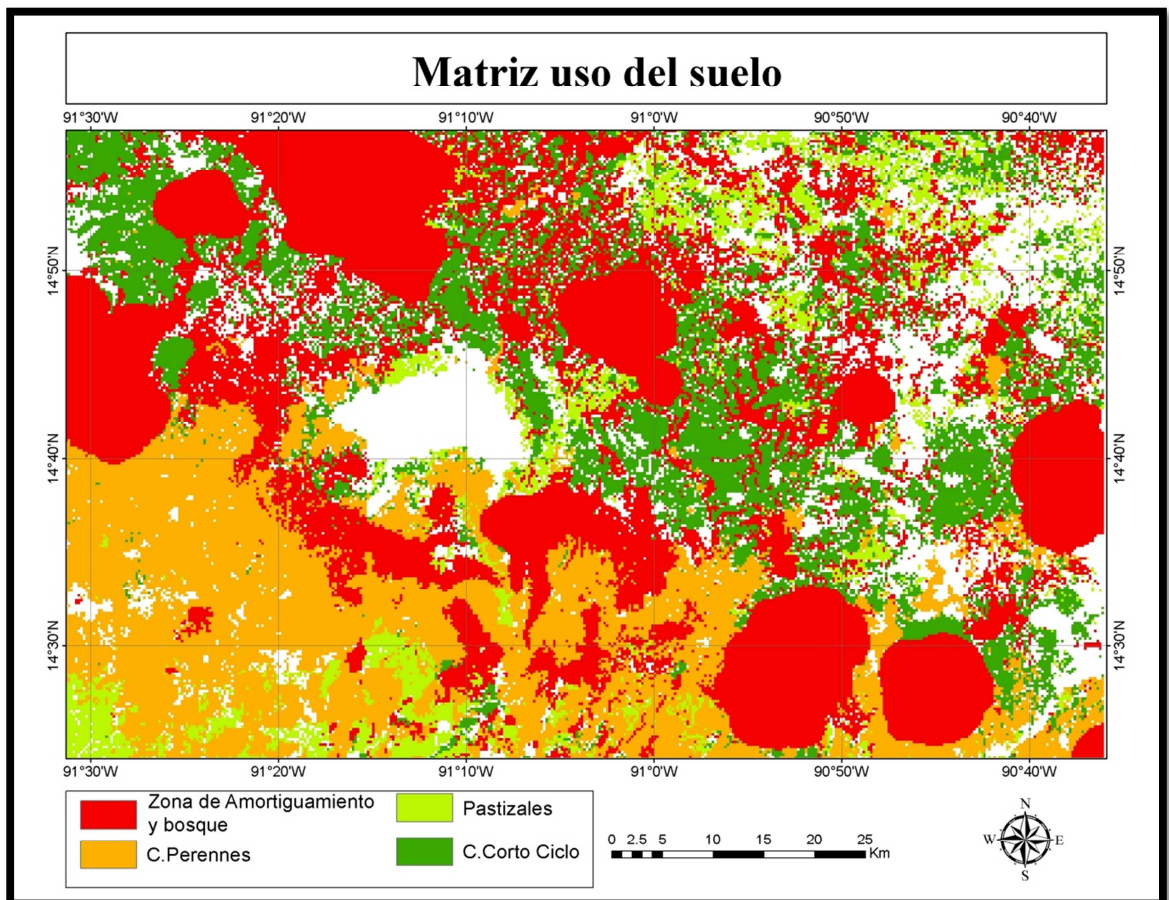 Matriz uso del suelo
91°30'W 91°20'W 91°10'W 91°0'W 90°50'W 90°40'W
14°50'N 14°50'N
14°40'N 14°40'N
14°30'N 14°30'N
91°30'W 91°20'W 91°10'W 91°0'W 90°50'W 90°40'W
Zona de Amortiguamiento
y bosque
C.Perennes
Pastizales
C.Corto Ciclo
0 2.5 5 10 15 20 25
Km
N
W E
S